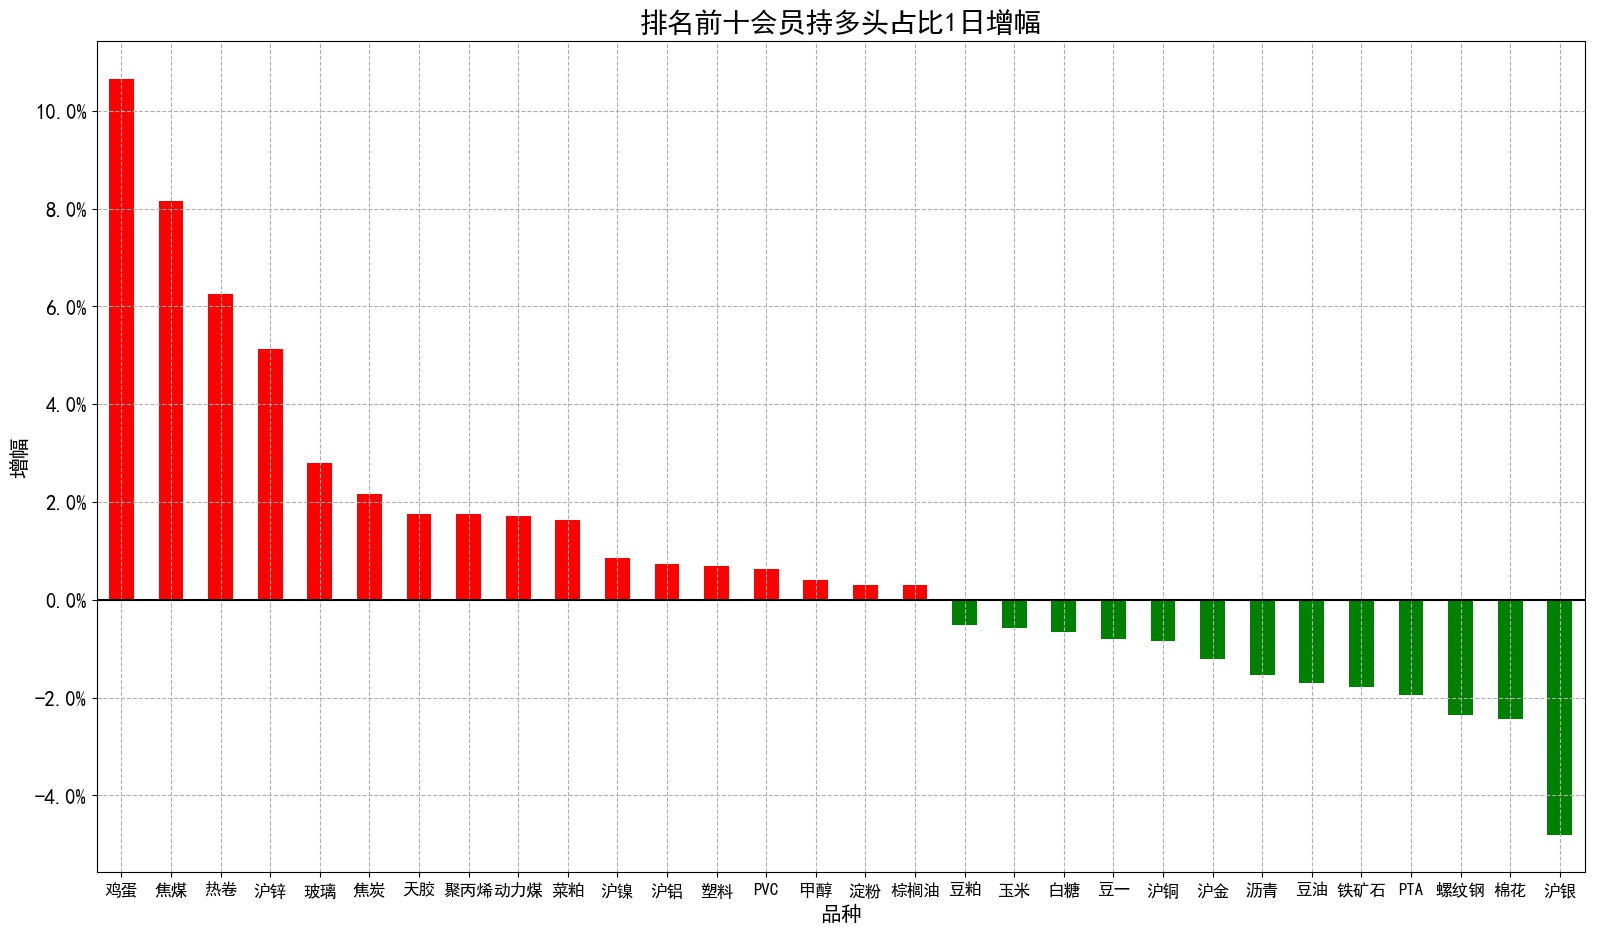 排名前十会员持多头占比1日增幅
10.0%
8.0%
6.0%
4.0%
2.0%
0.0%
-2.0%
-4.0%
增幅
鸡蛋 焦煤 热卷 沪锌 玻璃 焦炭 天胶 聚丙烯 动力煤 菜粕 沪镍 沪铝 塑料 PVC 甲醇 淀粉 棕榈油 豆粕 玉米 白糖 豆一 沪铜 沪金 沥青 豆油 铁矿石 PTA 螺纹钢 棉花 沪银
品种